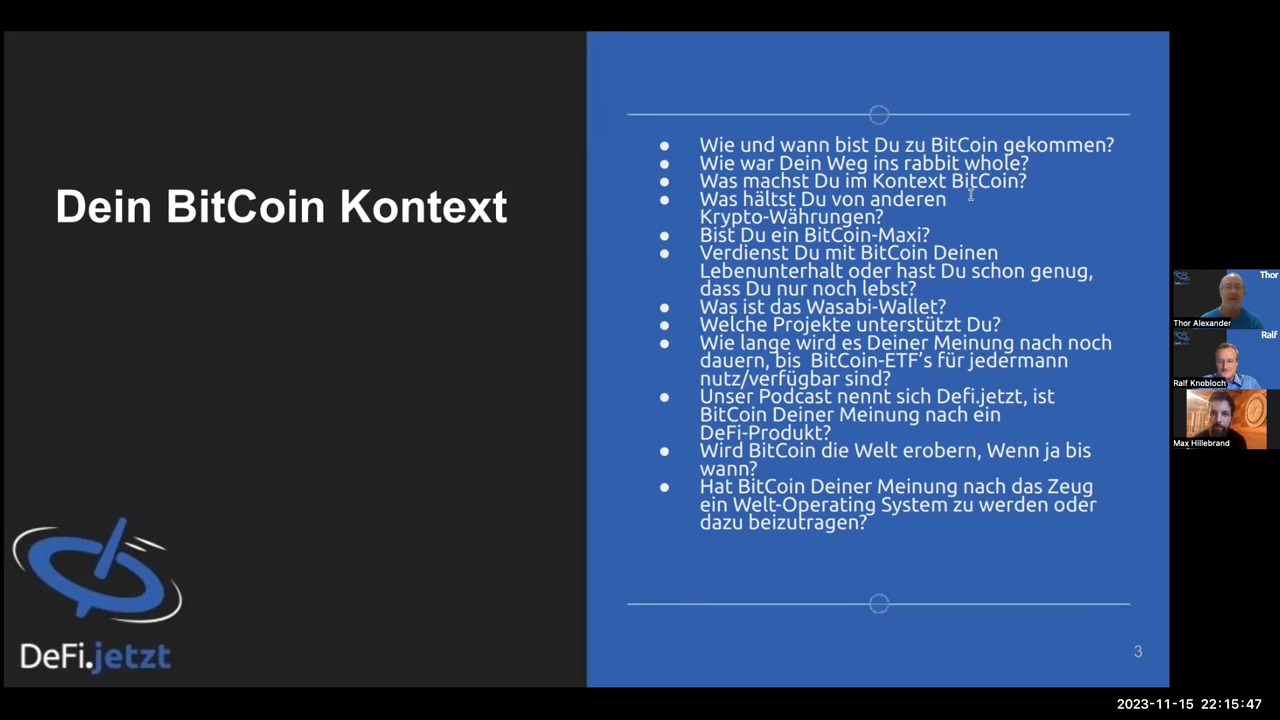 Dein BitCoin Kontext
● Wie und wann bist Du zu BitCoin gekommen?
● Wie war Dein Weg ins rabbit whole?
● Was machst Du im Kontext BitCoin?
● Was hältst Du von anderen
Krypto-Währungen?
● Bist Du ein BitCoin-Maxi?
● Verdienst Du mit BitCoin Deinen
Lebenunterhalt oder hast Du schon genug,
dass Du nur noch lebst?
● Was ist das Wasabi-Wallet?
● Welche Projekte unterstützt Du?
● Wie lange wird es Deiner Meinung nach noch
dauern, bis BitCoin-ETF’s für jedermann
nutz/verfügbar sind?
● Unser Podcast nennt sich Defi.jetzt, ist
BitCoin Deiner Meinung nach ein
DeFi-Produkt?
● Wird BitCoin die Welt erobern, Wenn ja bis
wann?
● Hat BitCoin Deiner Meinung nach das Zeug
ein Welt-Operating System zu werden oder
dazu beizutragen?
DeFi.jetzt
3
Thor
Thor Alexander
Ralf
Ralf Knobloch
Max Hillebrand
2023-11-15 22:15:47